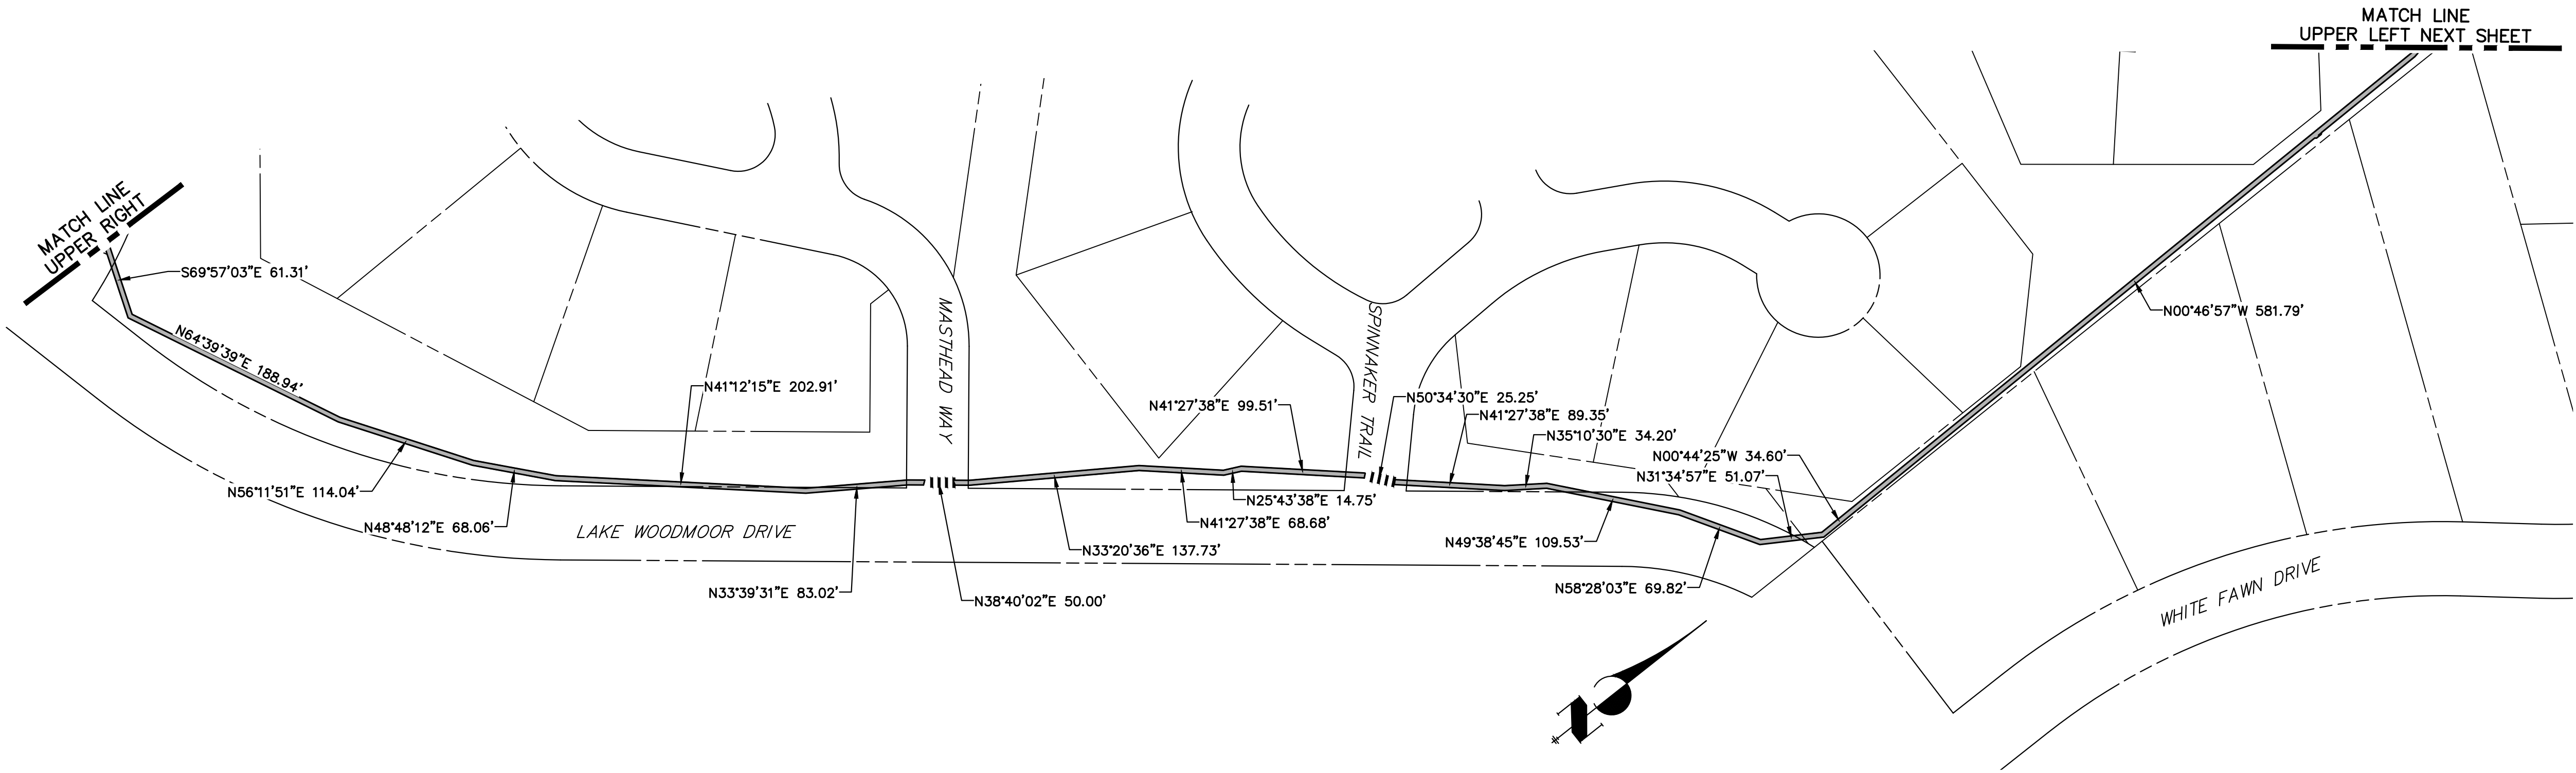 MATCH LINE
UPPER LEFT NEXT SHEET
MATCH LINE
UPPER RIGHT
S69°57'03"E 61.31'
N64°39'39"E 188.94'
N56°11'51"E 114.04'
N48°48'12"E 68.06'
N41°12'15"E 202.91'
LAKE WOODMOOR DRIVE
N33°39'31"E 83.02'
MASTHEAD WAY
N38°40'02"E 50.00'
N33°20'36"E 137.73'
N41°27'38"E 68.68'
N25°43'38"E 14.75'
N41°27'38"E 99.51'
SPINNAKER TRAIL
N50°34'30"E 25.25'
N41°27'38"E 89.35'
N35°10'30"E 34.20'
N49°38'45"E 109.53'
N58°28'03"E 69.82'
N31°34'57"E 51.07'
N00°44'25"W 34.60'
N00°46'57"W 581.79'
WHITE FAWN DRIVE
N